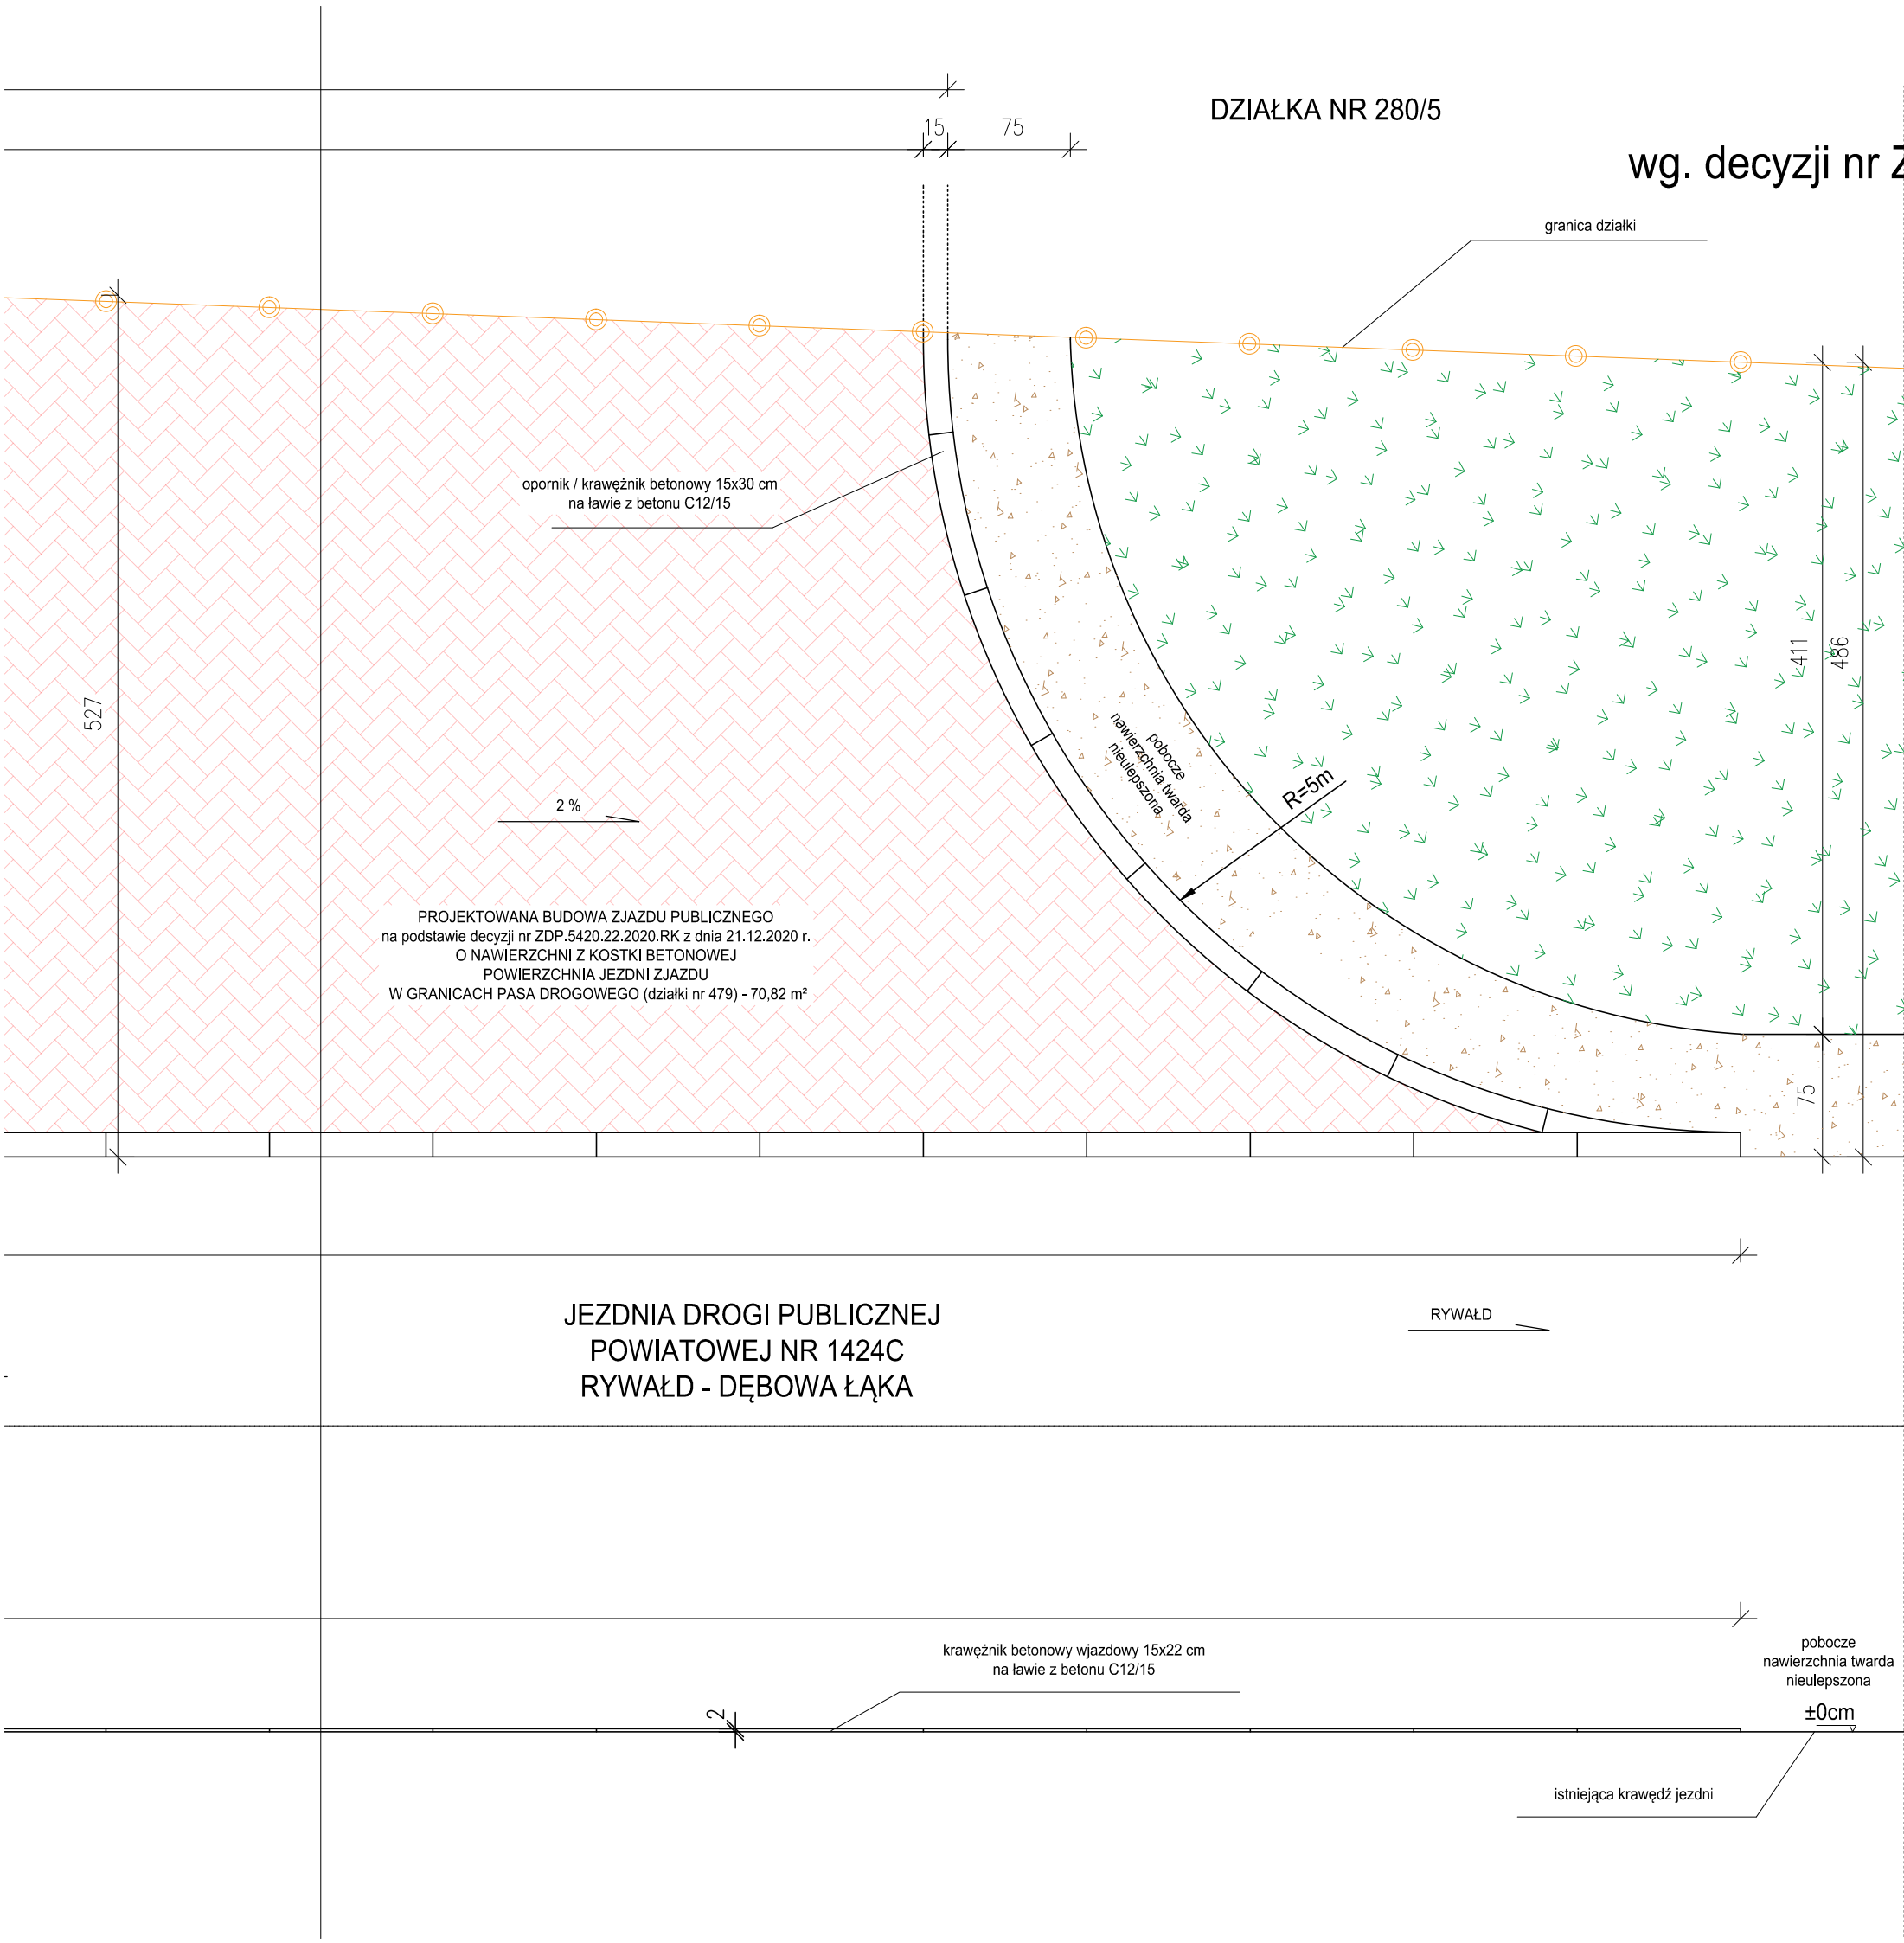 DZIAŁKA NR 280/5
15
75
wg. decyzji nr
granica działki
opornik / krawężnik betonowy 15x30 cm
na ławie z betonu C12/15
527
411
486
pobocze
nawierzchnia twarda
nieulepszona
R=5m
2 %
PROJEKTOWANA BUDOWA ZJAZDU PUBLICZNEGO
na podstawie decyzji nr ZDP.5420.22.2020.RK z dnia 21.12.2020 r.
O NAWIERZCHNI Z KOSTKI BETONOWEJ
POWIERZCHNIA JEZDNI ZJAZDU
W GRANICACH PASA DROGOWEGO (działki nr 479) - 70,82 m²
75
JEZDNIA DROGI PUBLICZNEJ
POWIATOWEJ NR 1424C
RYWAŁD - DĘBOWA ŁĄKA
RYWAŁD
krawężnik betonowy wjazdowy 15x22 cm
na ławie z betonu C12/15
2
pobocze
nawierzchnia twarda
nieulepszona
±0cm
istniejąca krawędź jezdni